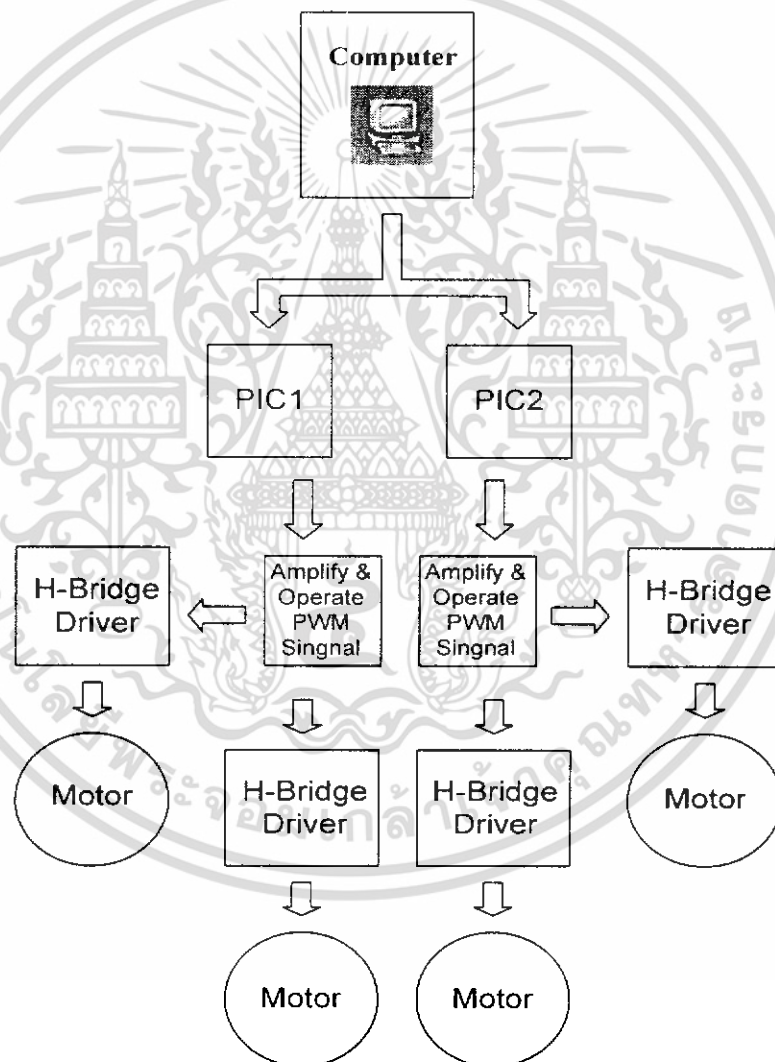 Computer
PIC1
PIC2
H-Bridge
Driver
Amplify &
Operate
PWM
Singnal
Amplify &
Operate
PWM
Singnal
H-Bridge
Driver
Motor
H-Bridge
Driver
H-Bridge
Driver
Motor
Motor
Motor